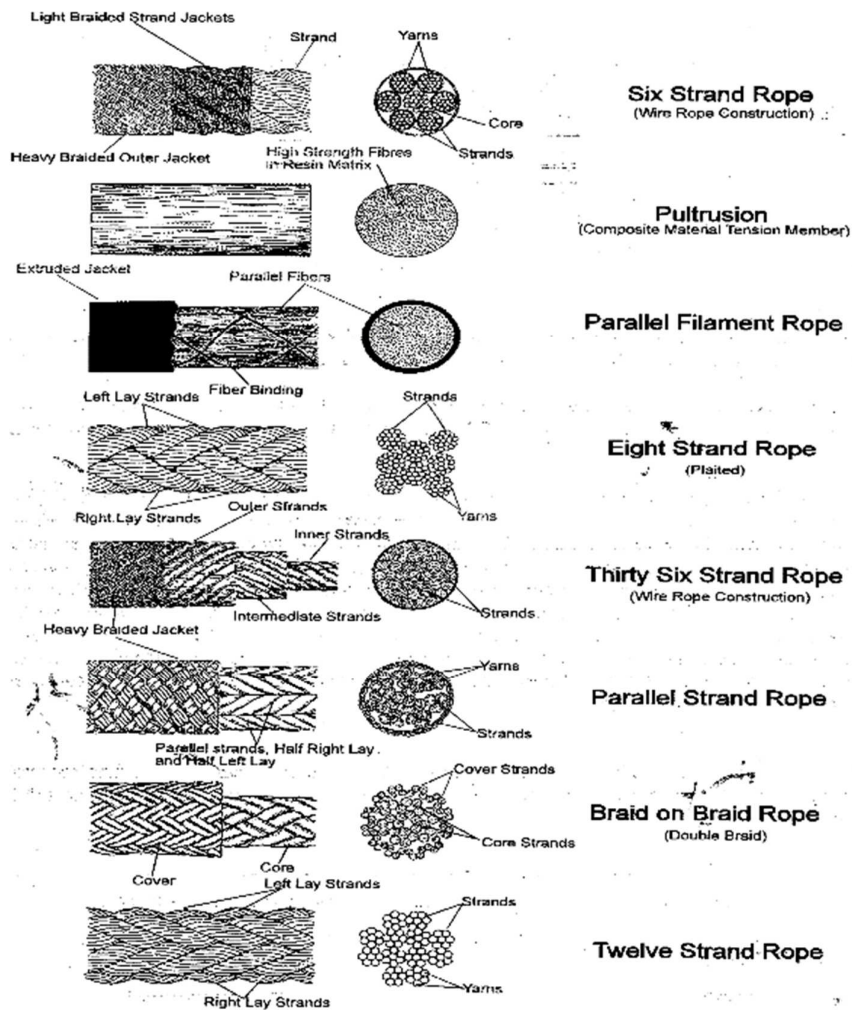 Light Braided Strand Jackets
Strand
Yarns
Six Strand Rope
(Wire Rope Construction)
Core
Strands
Heavy Braided Outer Jacket
High Strength Fibres
in Resin Matrix
Pultrusion
(Composite Material Tension Member)
Extruded Jacket
Parallel Fibers
Parallel Filament Rope
Fiber Binding
Left Lay Strands
Strands
Eight Strand Rope
(Plaited)
Right Lay Strands
Yarns
Outer Strands
Inner Strands
Thirty Six Strand Rope
(Wire Rope Construction)
Intermediate Strands
Strands
Heavy Braided Jacket
Yarns
Parallel Strand Rope
Strands
Parallel strands, Half Right Lay
and Half Left Lay
Cover Strands
Braid on Braid Rope
(Double Braid)
Core Strands
Cover
Core
Left Lay Strands
Strands
Twelve Strand Rope
Yarns
Right Lay Strands